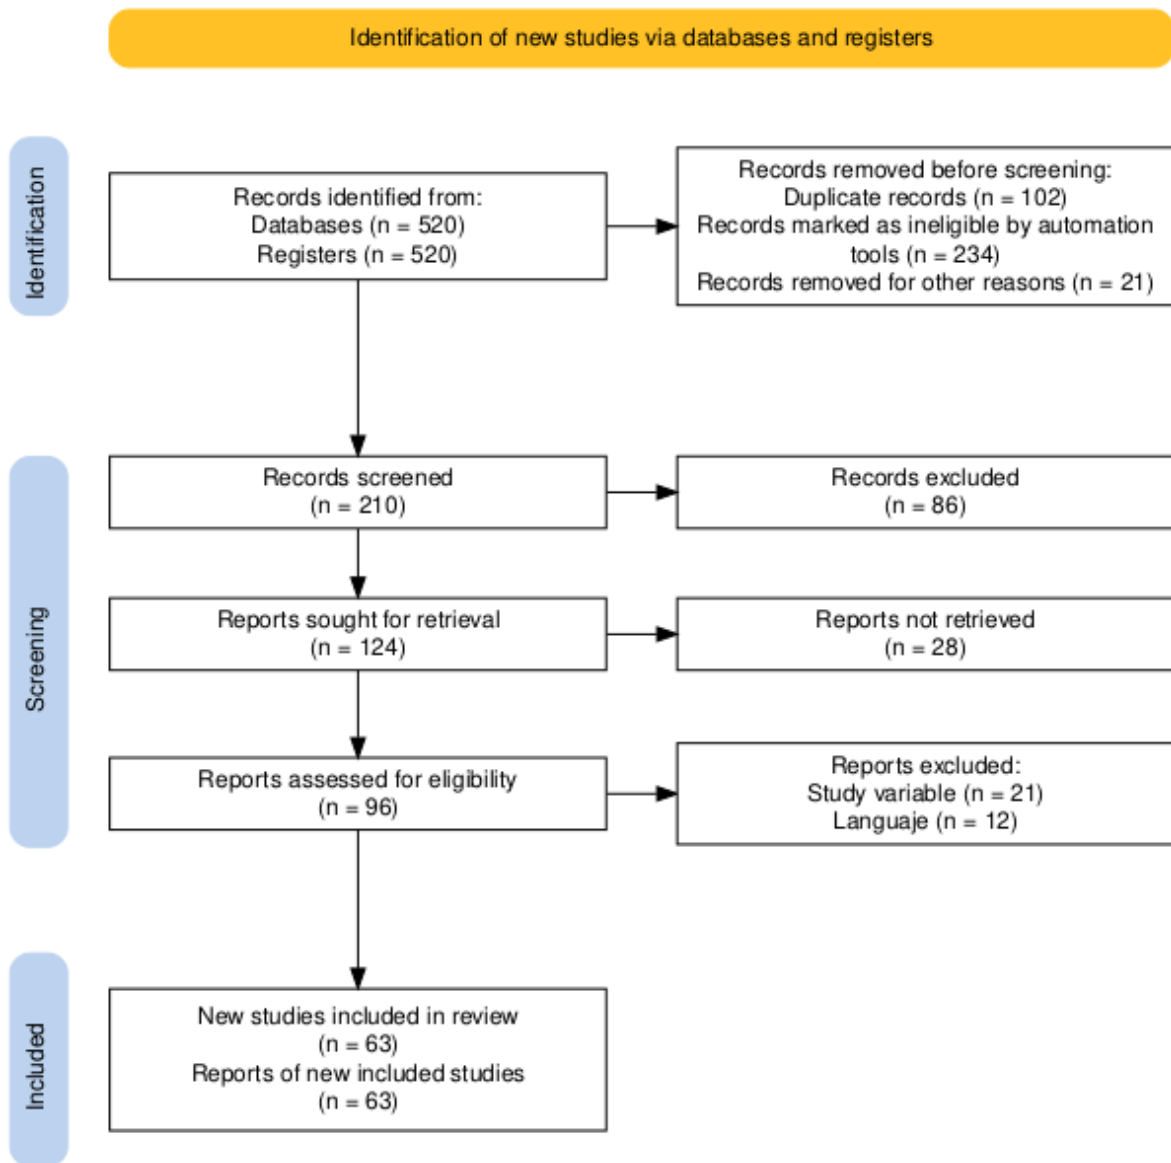 Identification of new studies via databases and registers
Identification
Records identified from:
Databases (n = 520)
Registers (n = 520)
Records removed before screening:
Duplicate records (n = 102)
Records marked as ineligible by automation
tools (n = 234)
Records removed for other reasons (n = 21)
Screening
Records screened
(n = 210)
Records excluded
(n = 86)
Reports sought for retrieval
(n = 124)
Reports not retrieved
(n = 28)
Reports assessed for eligibility
(n = 96)
Reports excluded:
Study variable (n = 21)
Languaje (n = 12)
Included
New studies included in review
(n = 63)
Reports of new included studies
(n = 63)